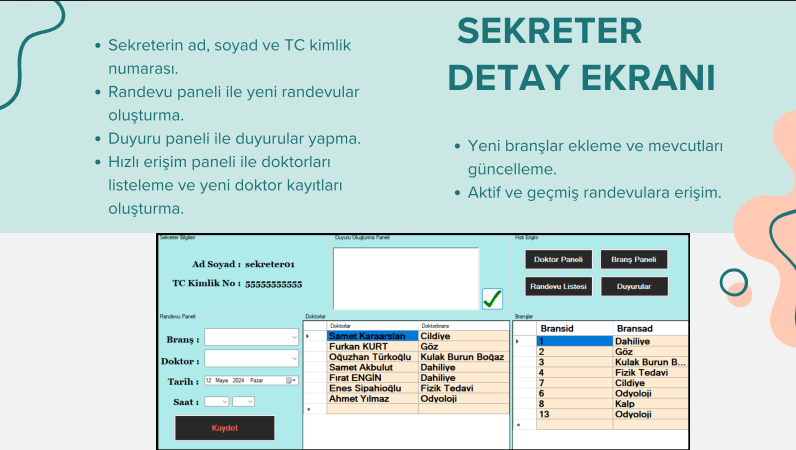 SEKRETER
DETAY EKRANI
• Sekreterin ad, soyad ve TC kimlik
numarası.
• Randevu paneli ile yeni randevular
oluşturma.
• Duyuru paneli ile duyurular yapma.
• Hızlı erişim paneli ile doktorları
listeleme ve yeni doktor kayıtları
oluşturma.
• Yeni branşlar ekleme ve mevcutları
güncelleme.
• Aktif ve geçmiş randevulara erişim.
Sekreter Bilgileri
Ad Soyad : sekreter01
TC Kimlik No : 55555555555
Duyuru Oluşturma Paneli
Hızlı Erişim
Doktor Paneli Branş Paneli
Randevu Listesi Duyurular
Randevu Paneli
Branş :
Doktor :
Tarih : 12 Mayıs 2024 Pazar
Saat :
Kaydet
Doktorlar
Doktorlar Doktorbrans
Samet Karaarslan Cildiye
Furkan KURT Göz
Oğuzhan Türkoğlu Kulak Burun Boğaz
Samet Akbulut Dahiliye
Fırat ENGİN Dahiliye
Enes Sipahioğlu Fizik Tedavi
Ahmet Yılmaz Odyoloji
Branşlar
Bransid Bransad
1 Dahiliye
2 Göz
3 Kulak Burun B...
4 Fizik Tedavi
7 Cildiye
6 Odyoloji
8 Kalp
13 Odyoloji